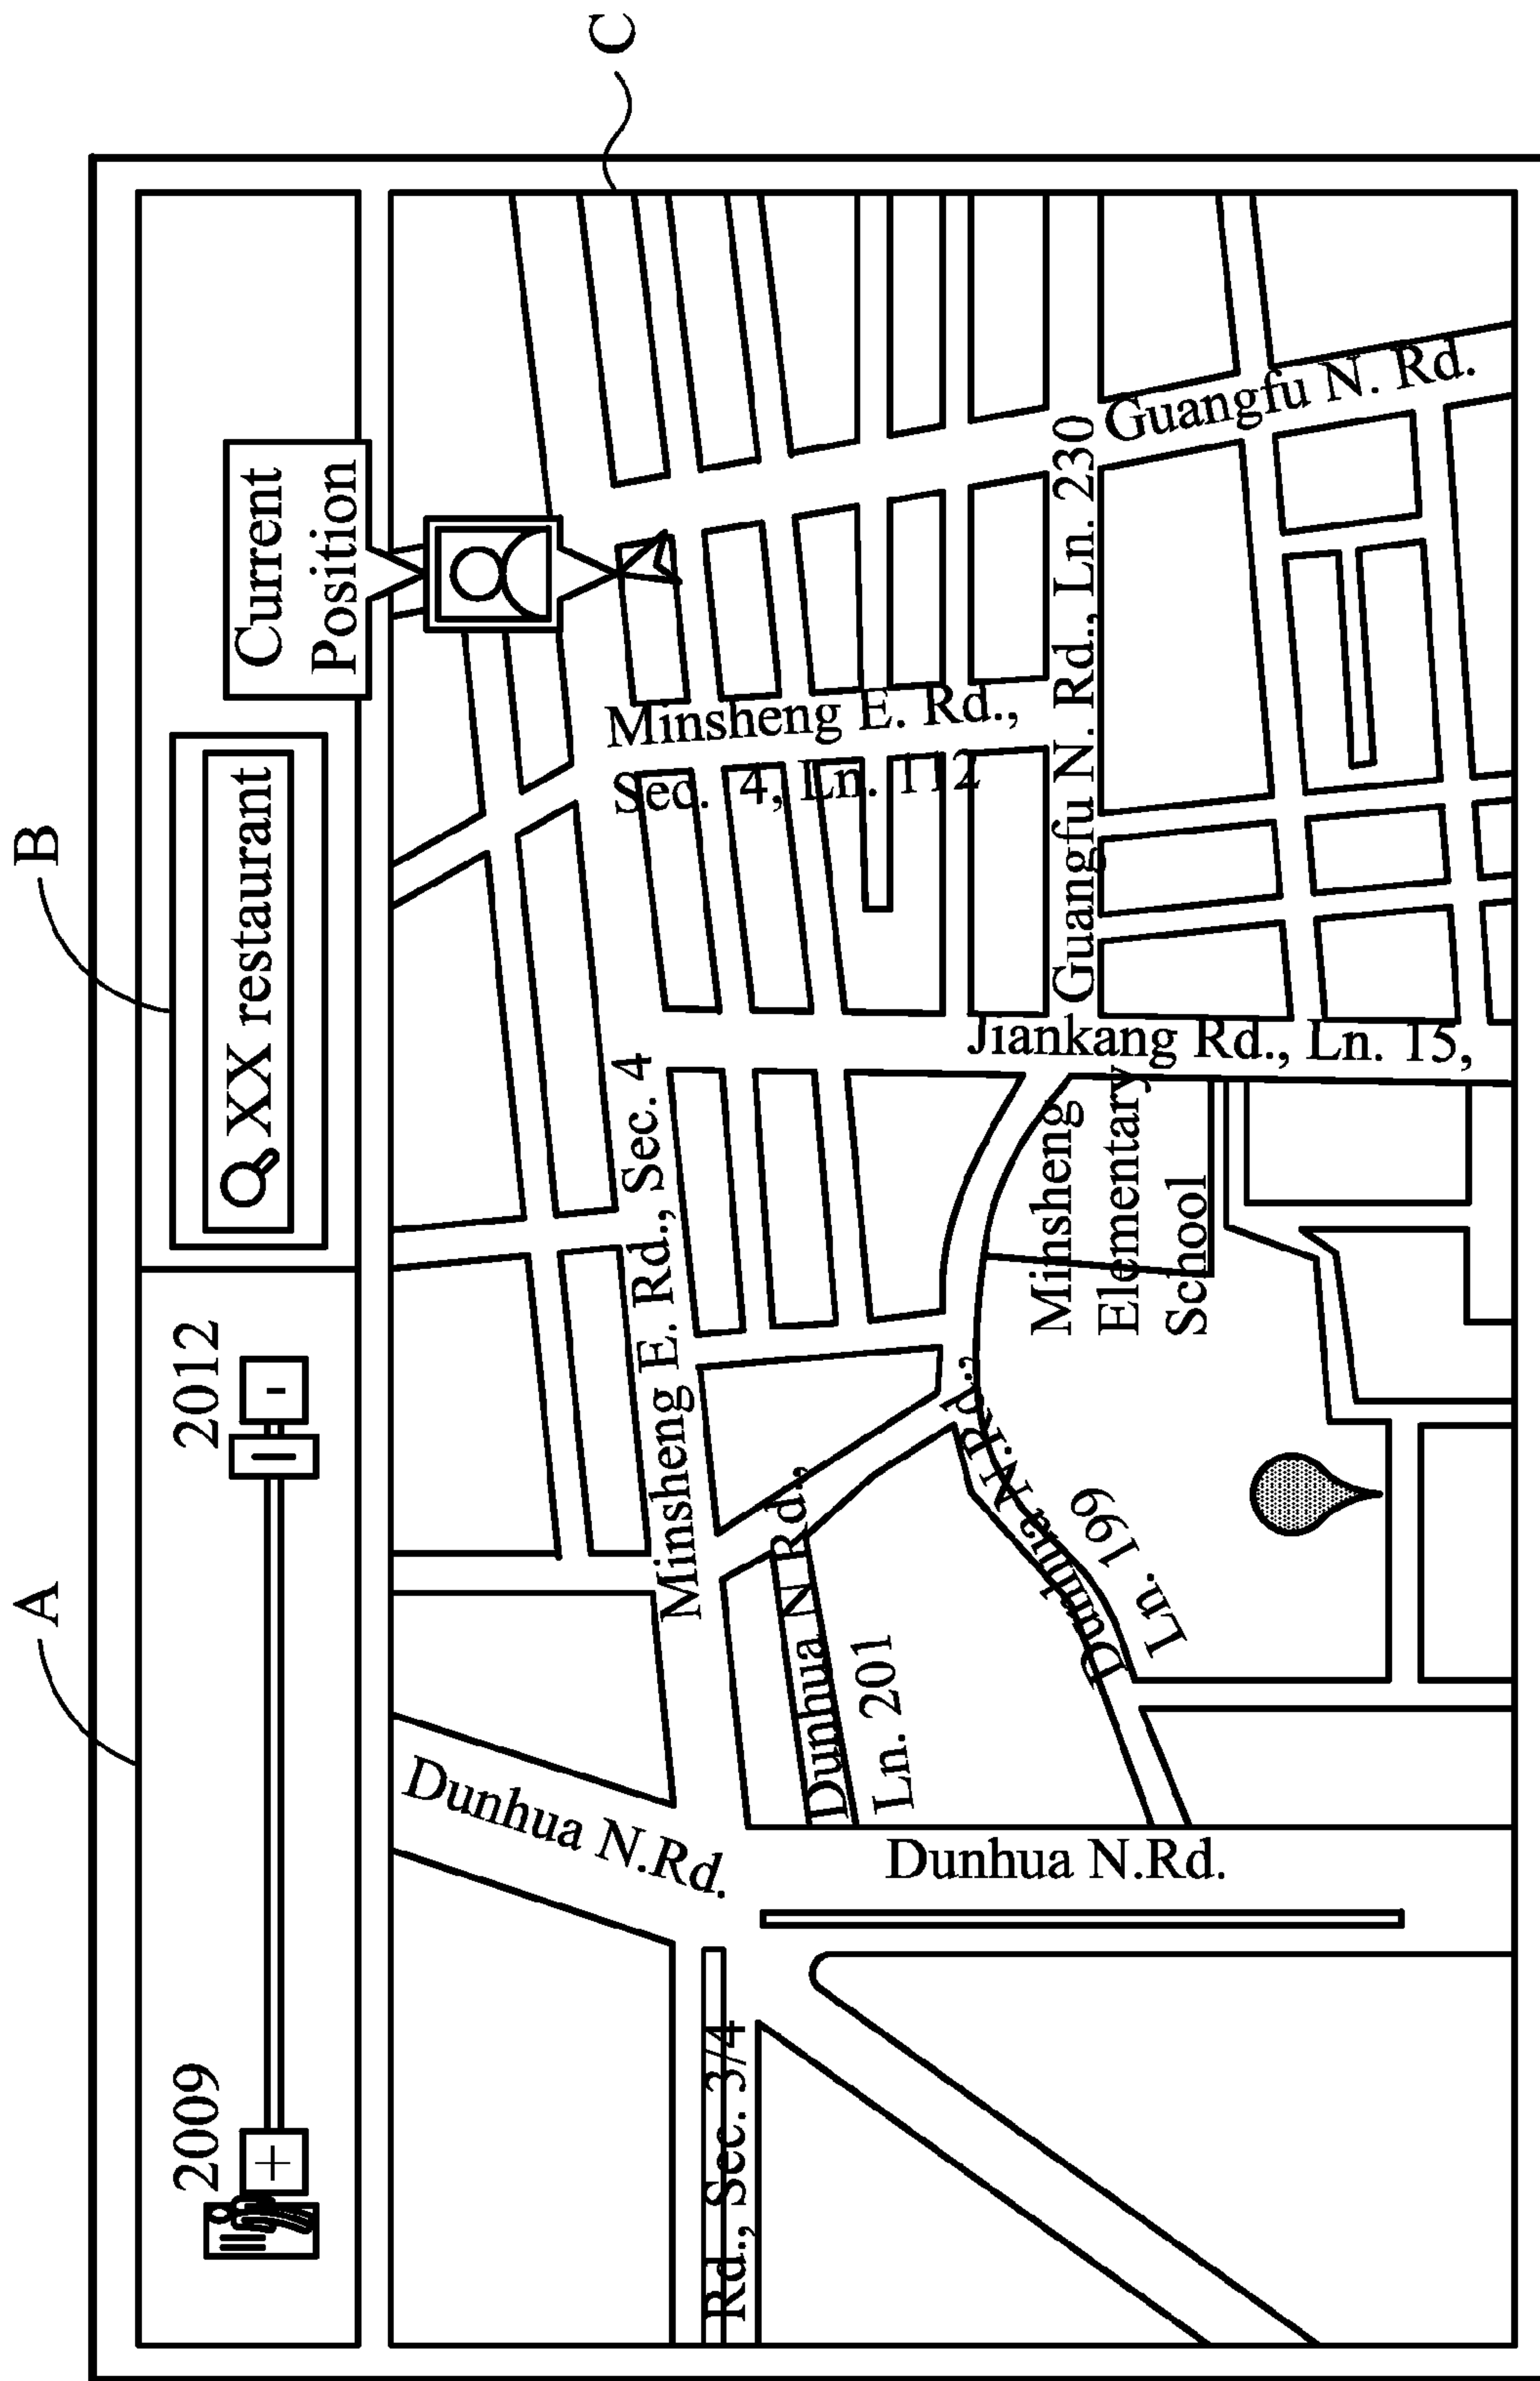 A
B
C
2009
+
2012
-
XX restaurant
Current
Position
Dunhua N.Rd.
Rd., Sec. 3/4
Minsheng E. Rd., Sec. 4
Minsheng E. Rd.,
Sec. 4, Ln. 112
Dunhua N.Rd.,
Ln. 201
Dunhua N.Rd.
Dunhua N.Rd.,
Ln. 199
Minsheng
Elementary
School
Jiankang Rd., Ln. 15,
Guangfu N. Rd., Ln. 230
Guangfu N. Rd.